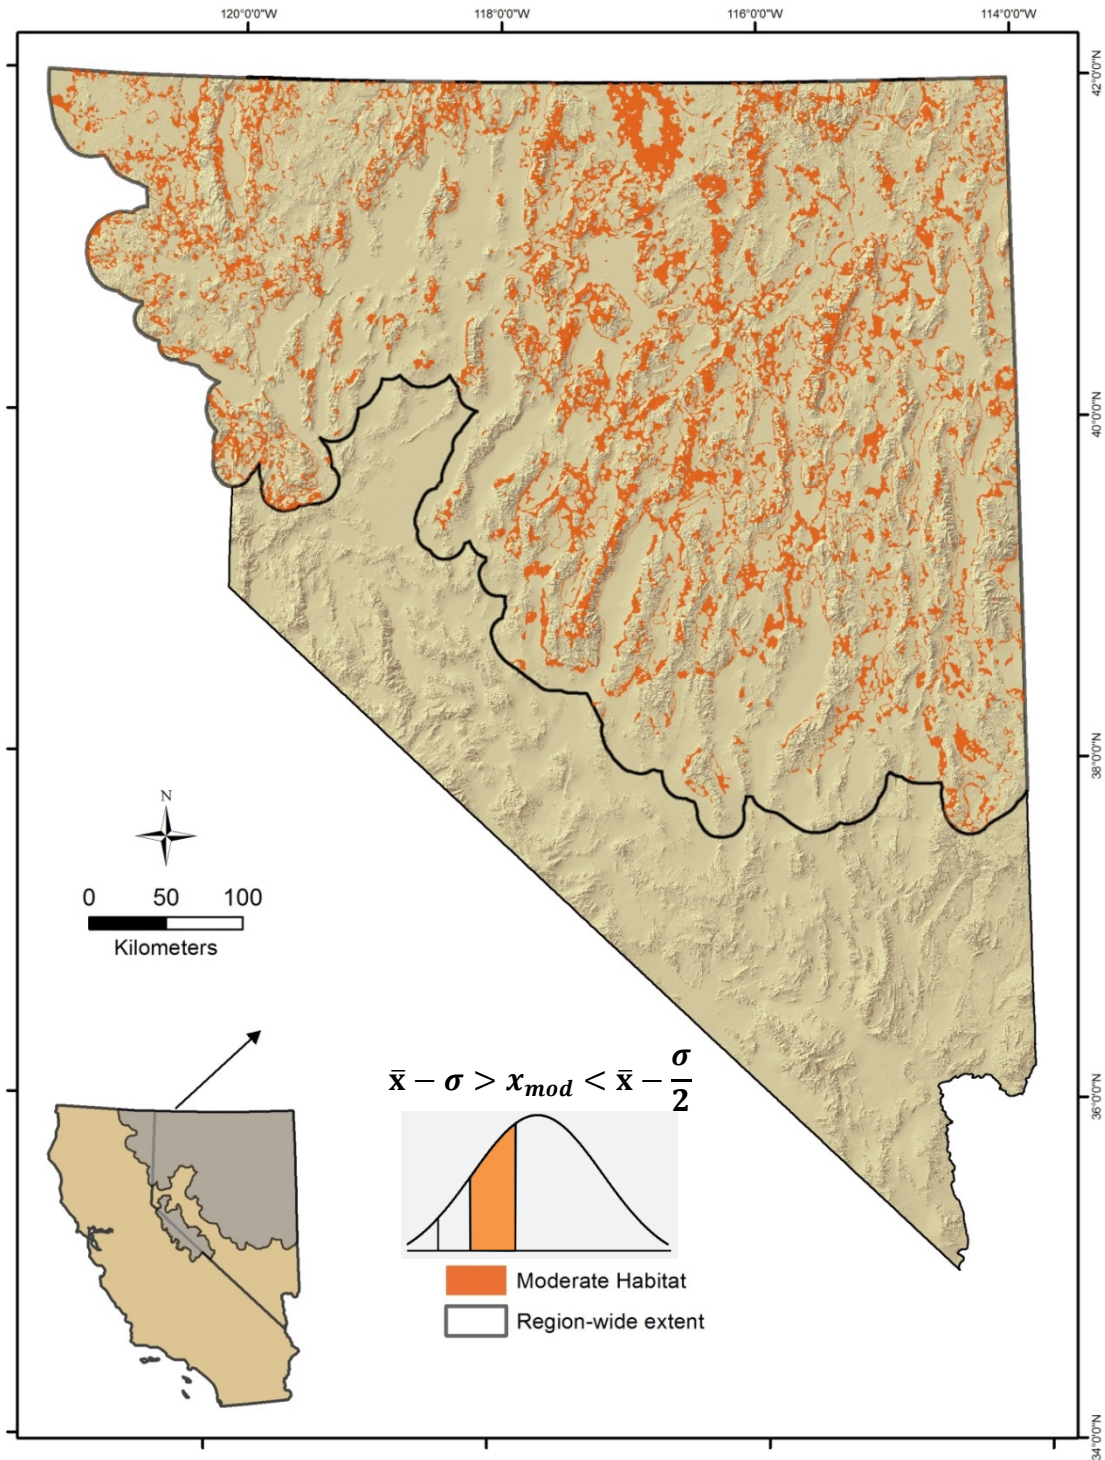 120°0'0"W 118°0'0"W 116°0'0"W 114°0'0"W
42°0'0"N
40°0'0"N
38°0'0"N
N
0 50 100
Kilometers
36°0'0"N
x̄ − σ > x_mod < x̄ − σ/2
Moderate Habitat
Region-wide extent
34°0'0"N